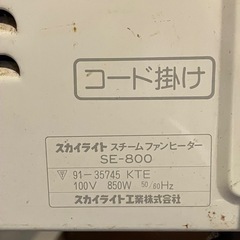 コード掛け
スカイライト スチームファンヒーター
SE-800
▽ 91-35745 KTE
100V 850W 50/60Hz
スカイライト工業株式会社